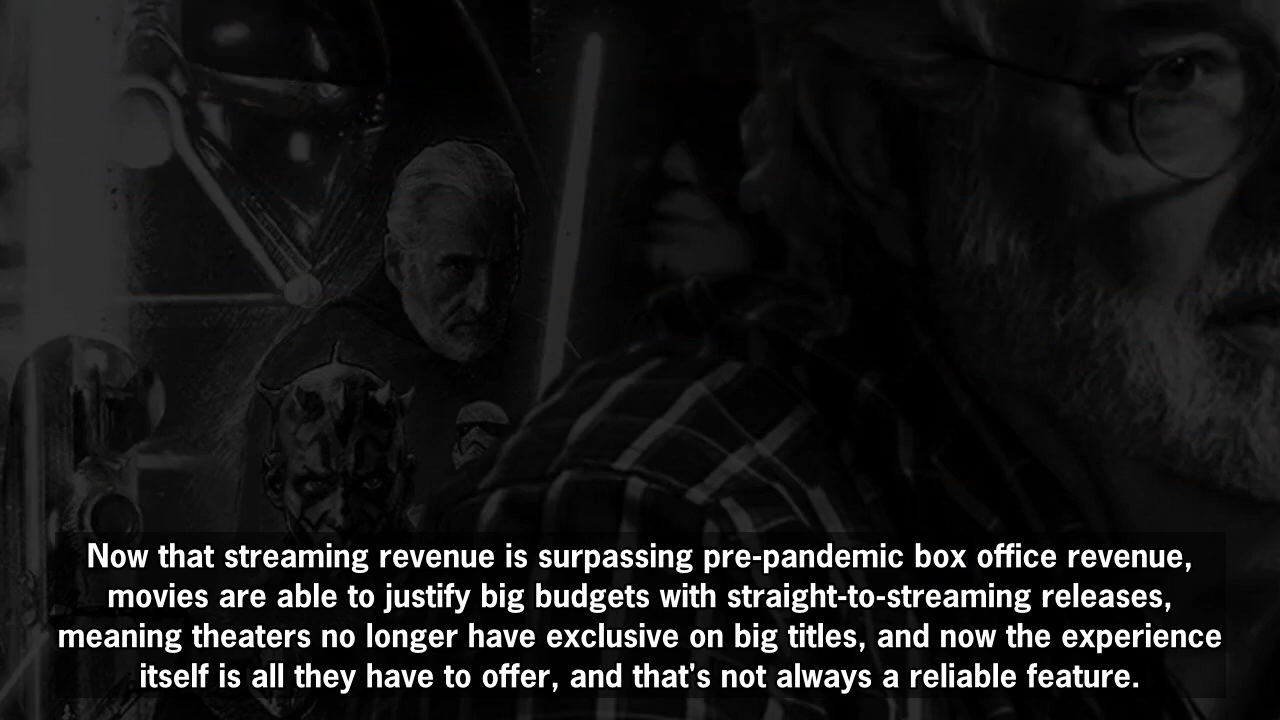 Now that streaming revenue is surpassing pre-pandemic box office revenue,
movies are able to justify big budgets with straight-to-streaming releases,
meaning theaters no longer have exclusive on big titles, and now the experience
itself is all they have to offer, and that's not always a reliable feature.